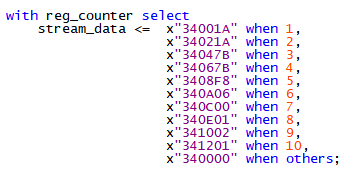 with reg_counter select
stream_data <= x"34001A" when 1,
x"34021A" when 2,
x"34047B" when 3,
x"34067B" when 4,
x"3408F8" when 5,
x"340A06" when 6,
x"340C00" when 7,
x"340E01" when 8,
x"341002" when 9,
x"341201" when 10,
x"340000" when others;